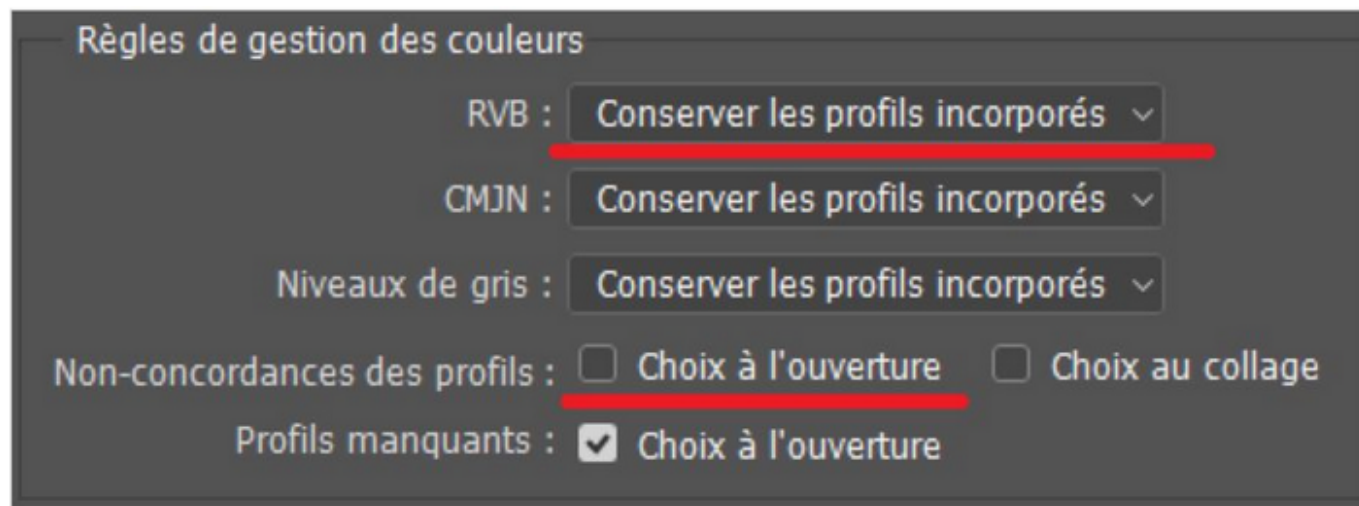 Règles de gestion des couleurs
RVB : Conserver les profils incorporés
CMJN : Conserver les profils incorporés
Niveaux de gris : Conserver les profils incorporés
Non-concordances des profils : Choix à l'ouverture Choix au collage
Profils manquants : Choix à l'ouverture